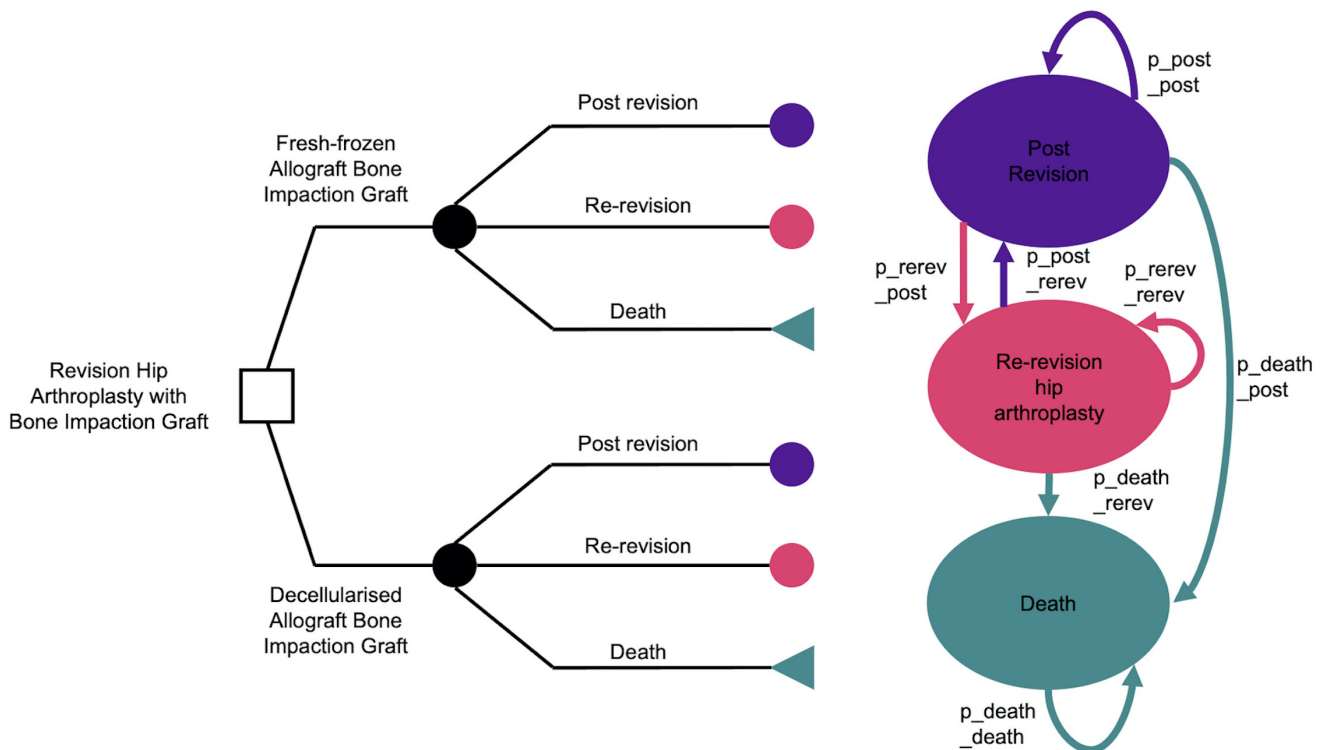 Revision Hip
Arthroplasty with
Bone Impaction Graft
Fresh-frozen
Allograft Bone
Impaction Graft
Post revision
Re-revision
Death
Decellularised
Allograft Bone
Impaction Graft
Post revision
Re-revision
Death
p_post
_post
Post
Revision
p_rerev
_post
p_post
_rerev
p_rerev
_rerev
Re-revision
hip
arthroplasty
p_death
_post
p_death
_rerev
Death
p_death
_death